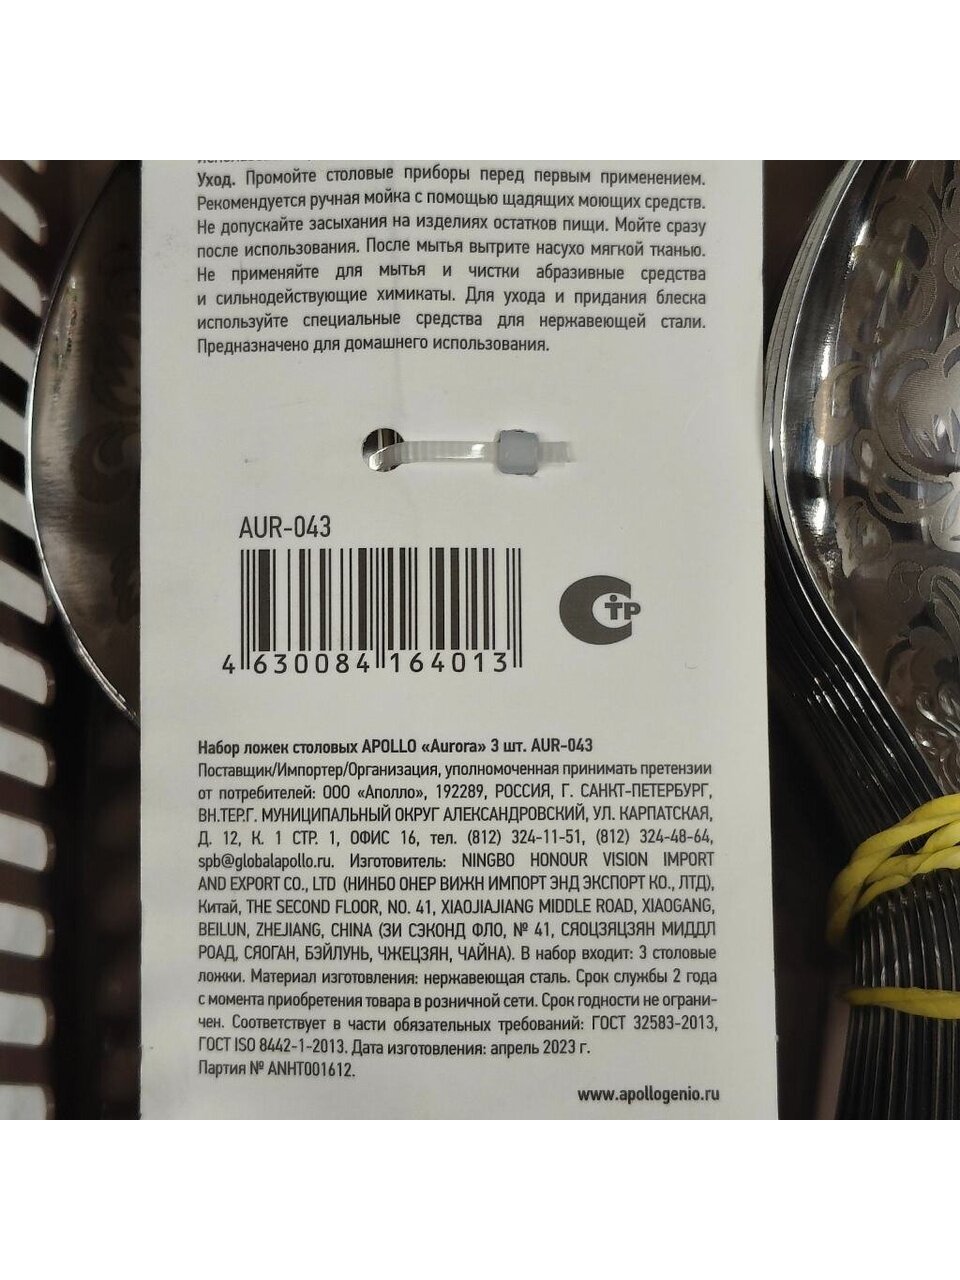 Уход. Промойте столовые приборы перед первым применением.
Рекомендуется ручная мойка с помощью щадящих моющих средств.
Не допускайте засыхания на изделиях остатков пищи. Мойте сразу
после использования. После мытья вытрите насухо мягкой тканью.
Не применяйте для мытья и чистки абразивные средства
и сильнодействующие химикаты. Для ухода и придания блеска
используйте специальные средства для нержавеющей стали.
Предназначено для домашнего использования.
AUR-043
4 630084 164013
СТР
Набор ложек столовых APOLLO «Aurora» 3 шт. AUR-043
Поставщик/Импортер/Организация, уполномоченная принимать претензии
от потребителей: ООО «Аполло», 192289, РОССИЯ, Г. САНКТ-ПЕТЕРБУРГ,
ВН.ТЕР.Г. МУНИЦИПАЛЬНЫЙ ОКРУГ АЛЕКСАНДРОВСКИЙ, УЛ. КАРПАТСКАЯ,
Д. 12, К. 1 СТР. 1, ОФИС 16, тел. (812) 324-11-51, (812) 324-48-64,
spb@globalapollo.ru. Изготовитель: NINGBO HONOUR VISION IMPORT
AND EXPORT CO., LTD (НИНБО ОНЕР ВИЖН ИМПОРТ ЭНД ЭКСПОРТ КО., ЛТД),
Китай, THE SECOND FLOOR, NO. 41, XIAOJIAJIANG MIDDLE ROAD, XIAOGANG,
BEILUN, ZHEJIANG, CHINA (ЗИ СЭКОНД ФЛО, № 41, СЯОЦЗЯЦЗЯН МИДДЛ
РОАД, СЯОГАН, БЭЙЛУНЬ, ЧЖЕЦЗЯН, ЧАЙНА). В набор входит: 3 столовые
ложки. Материал изготовления: нержавеющая сталь. Срок службы 2 года
с момента приобретения товара в розничной сети. Срок годности не ограни-
чен. Соответствует в части обязательных требований: ГОСТ 32583-2013,
ГОСТ ISO 8442-1-2013. Дата изготовления: апрель 2023 г.
Партия № ANHT001612.
www.apollogenio.ru